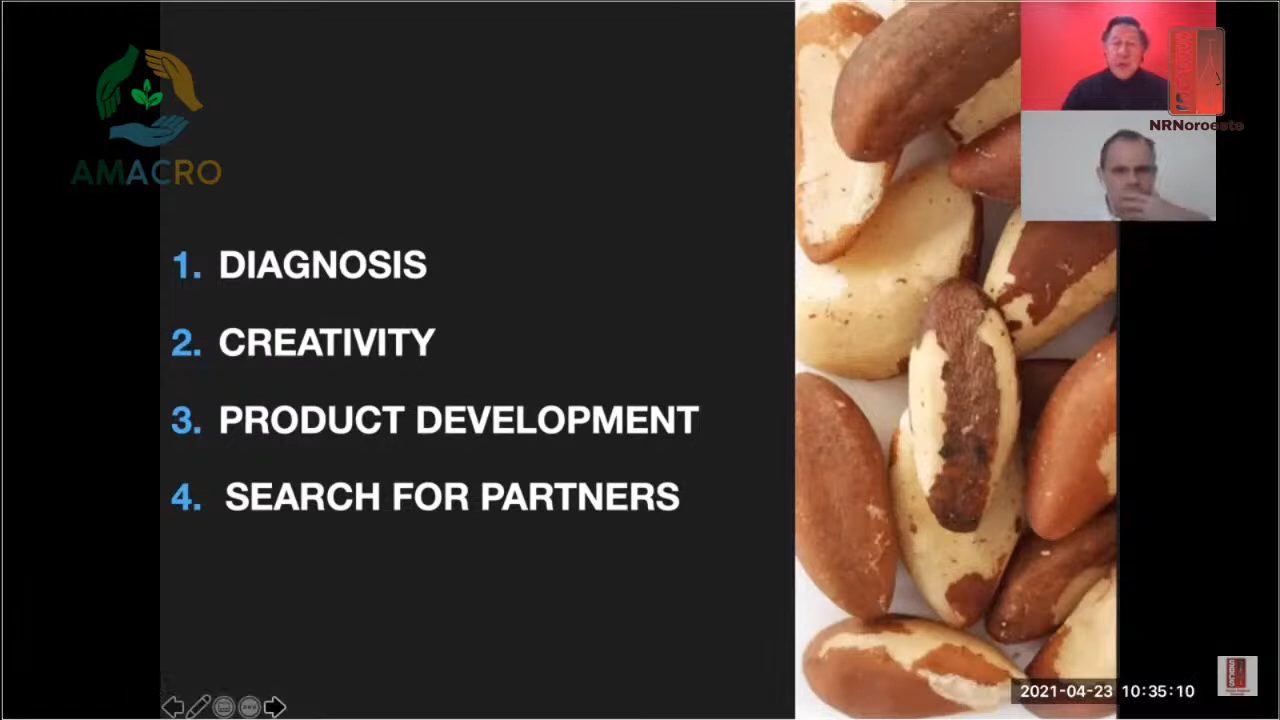 AMACRO
NRNoroeste
1. DIAGNOSIS
2. CREATIVITY
3. PRODUCT DEVELOPMENT
4. SEARCH FOR PARTNERS
2021-04-23 10:35:10